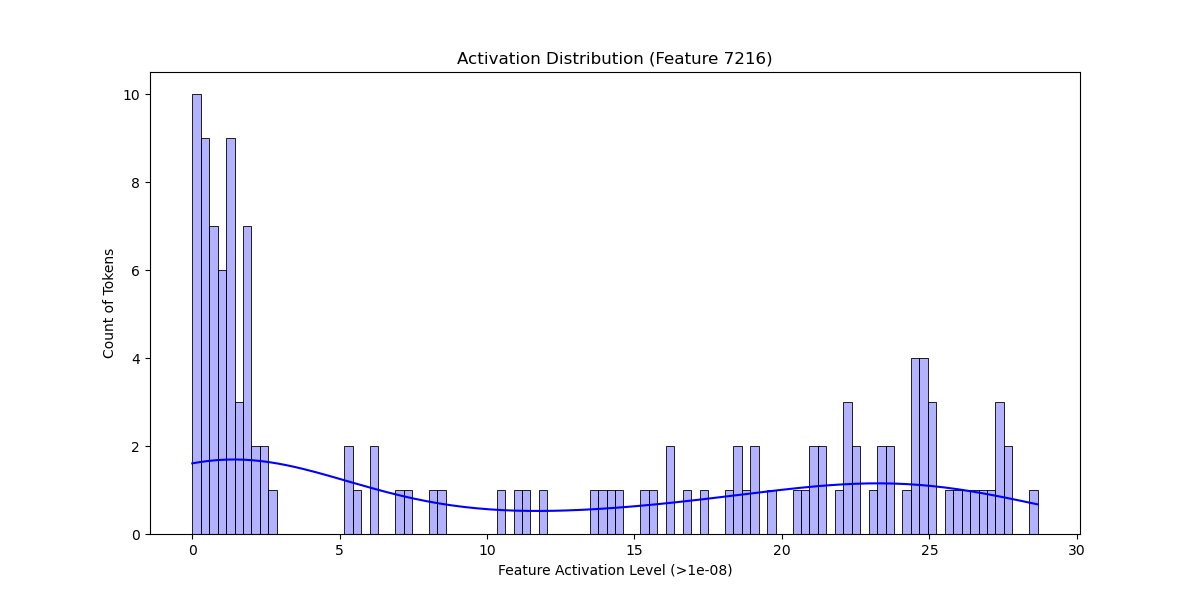 Activation Distribution (Feature 7216)
10
8
6
4
2
0
Count of Tokens
0 5 10 15 20 25 30
Feature Activation Level (>1e-08)